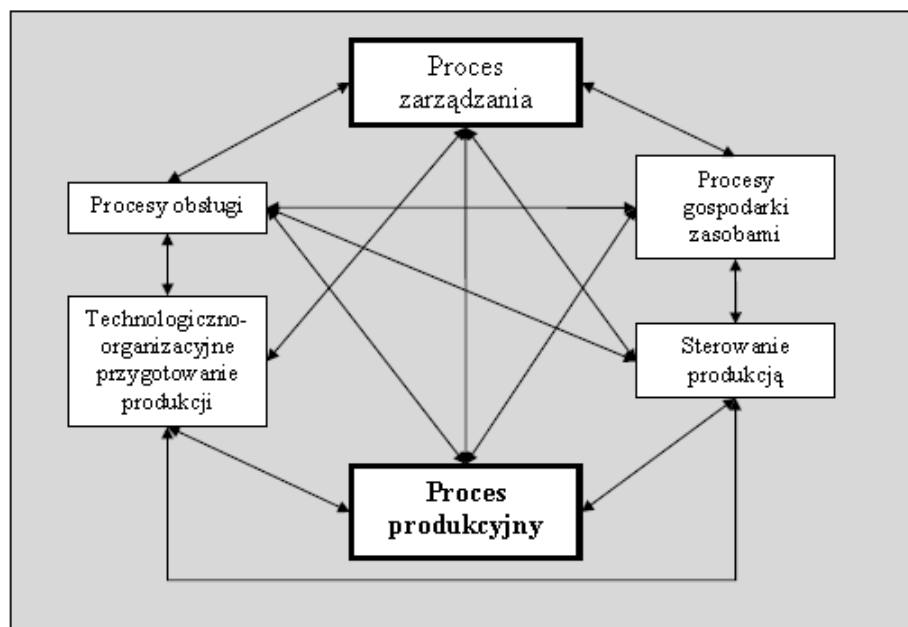 Proces
zarządzania
Procesy obsługi
Procesy
gospodarki
zasobami
Technologiczno-
organizacyjne
przygotowanie
produkcji
Sterowanie
produkcją
Proces
produkcyjny